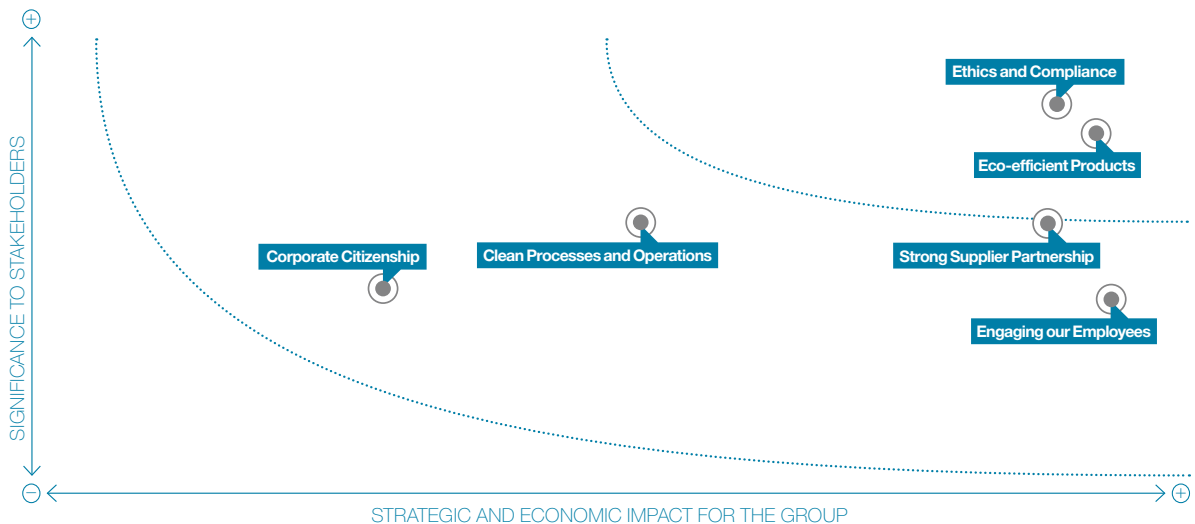 SIGNIFICANCE TO STAKEHOLDERS
Ethics and Compliance
Eco-efficient Products
Corporate Citizenship
Clean Processes and Operations
Strong Supplier Partnership
Engaging our Employees
STRATEGIC AND ECONOMIC IMPACT FOR THE GROUP